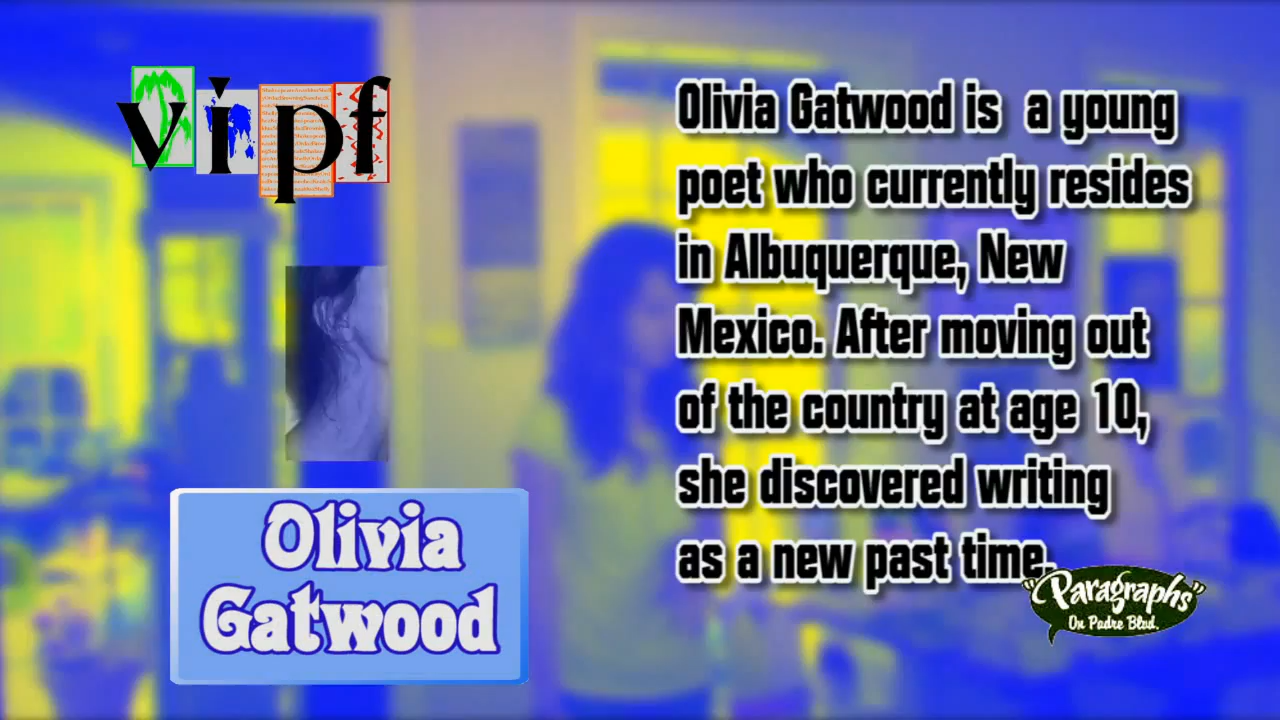 vipf
Olivia
Gatwood
Olivia Gatwood is a young
poet who currently resides
in Albuquerque, New
Mexico. After moving out
of the country at age 10,
she discovered writing
as a new past time.
"Paragraphs"
On Padre Blvd.